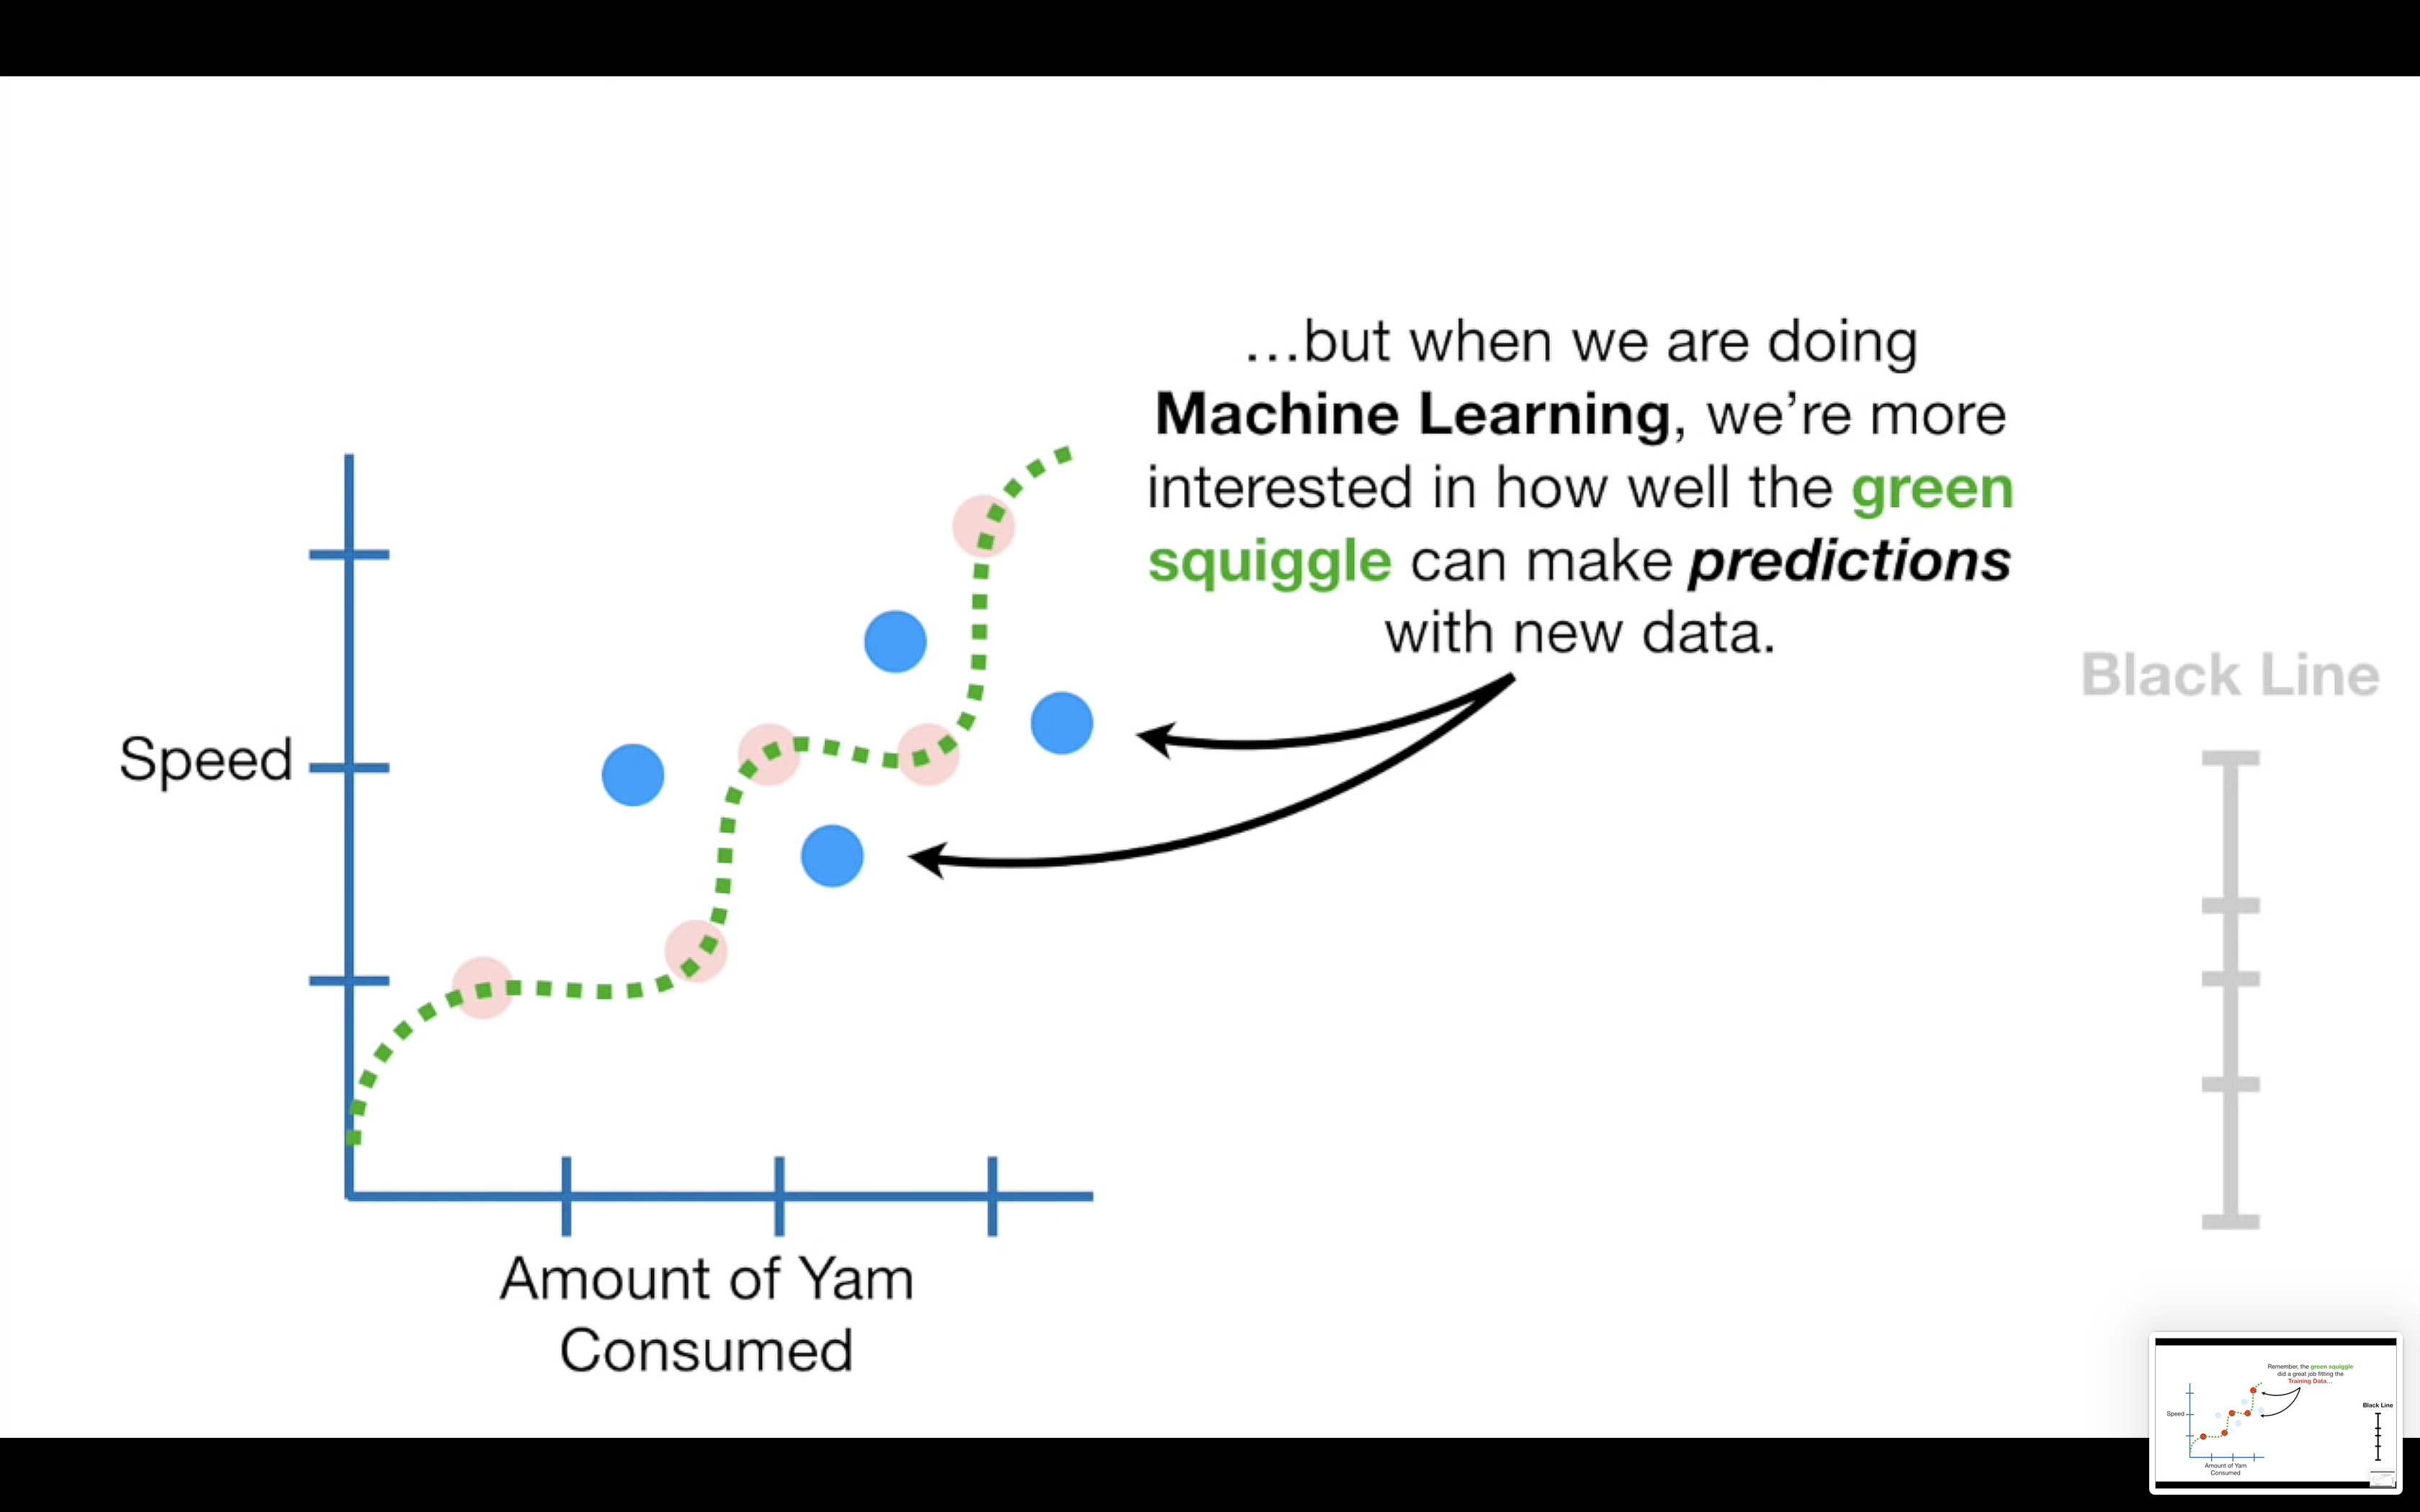 ...but when we are doing
Machine Learning, we're more
interested in how well the green
squiggle can make predictions
with new data.
Black Line
Speed
Amount of Yam
Consumed
Remember, the green squiggle
did a great job fitting the
Training Data...
Black Line
Speed
Amount of Yam
Consumed